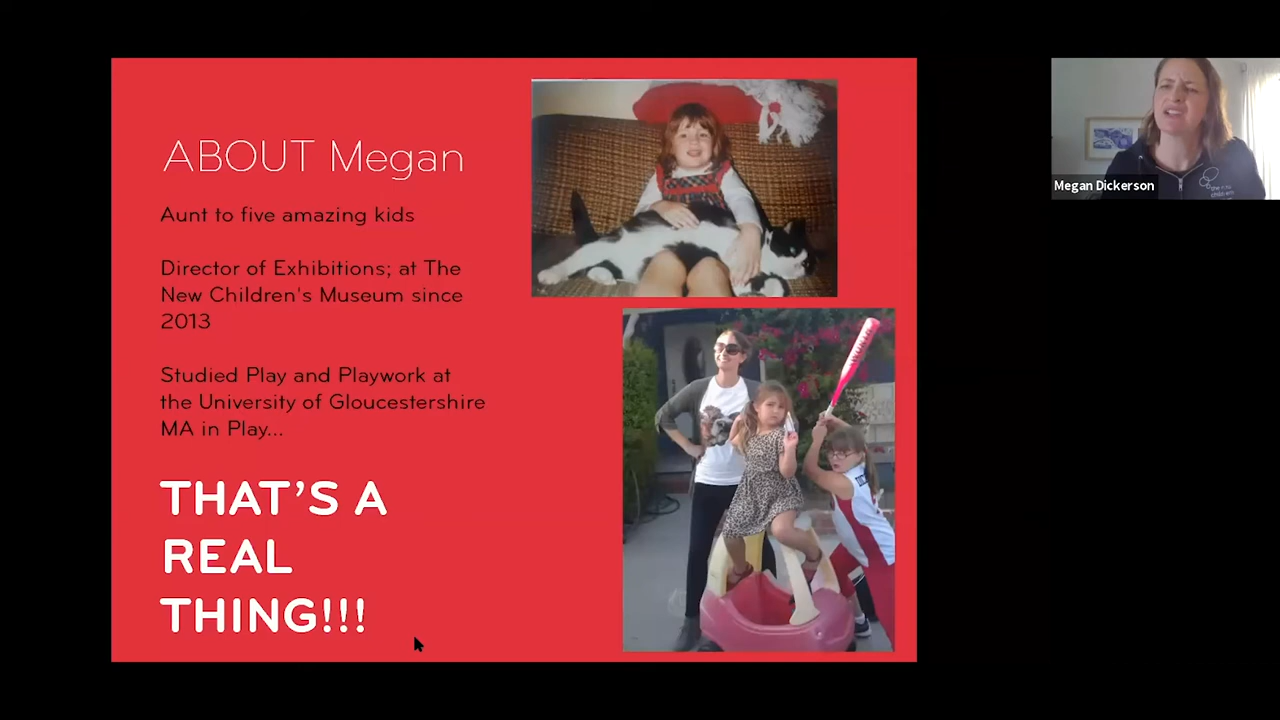 ABOUT Megan
Aunt to five amazing kids
Director of Exhibitions; at The
New Children's Museum since
2013
Studied Play and Playwork at
the University of Gloucestershire
MA in Play...
THAT'S A
REAL
THING!!!
Megan Dickerson